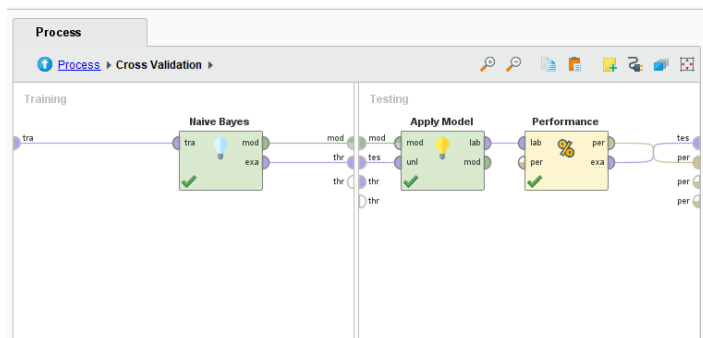 Process
Process ▸ Cross Validation ▸
Training
Naive Bayes
tra
tra
mod
mod
exa
thr
thr
Testing
Apply Model
Performance
mod
mod
lab
lab
per
tes
tes
unl
mod
per
exa
per
thr
per
thr
per